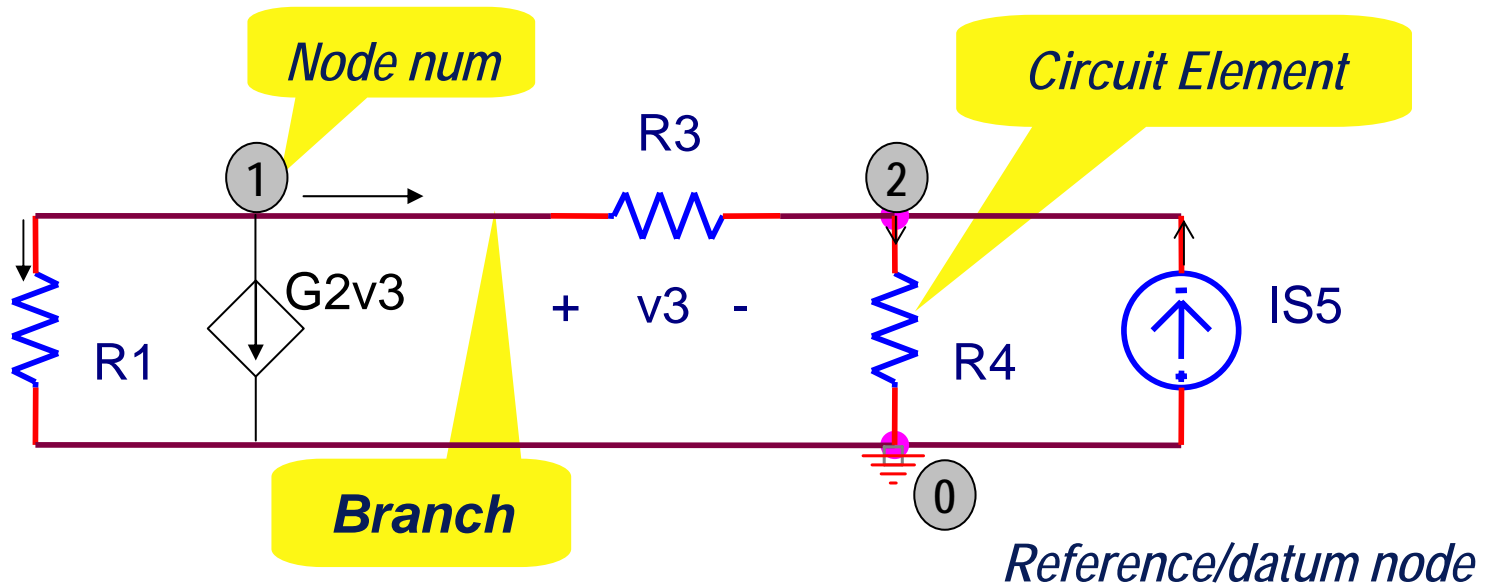 Node num
Circuit Element
R3
1
2
G2v3
+ v3 -
IS5
R1
R4
Branch
0
Reference/datum node